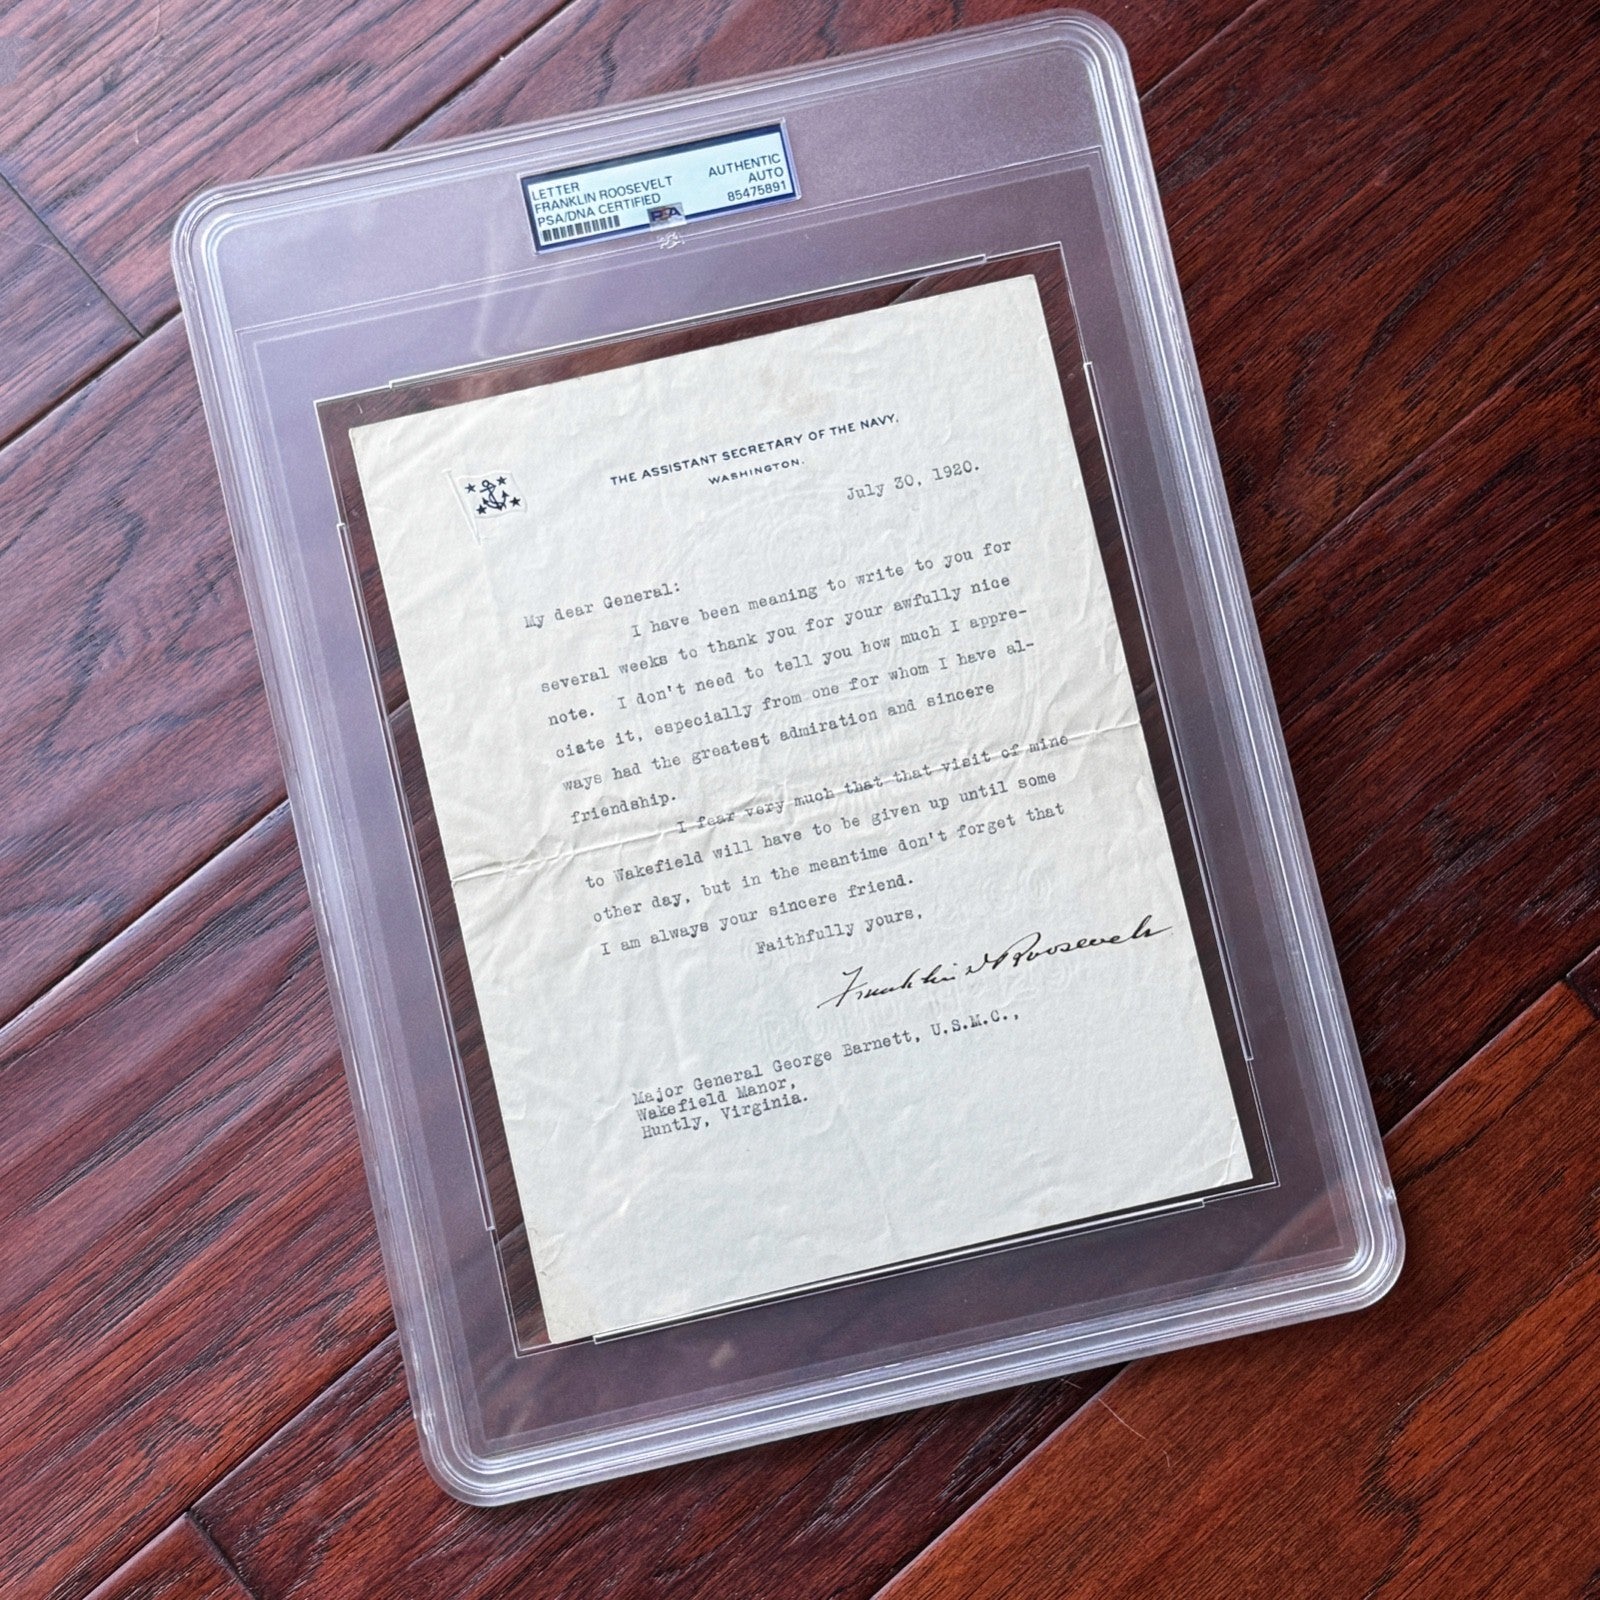 LETTER
FRANKLIN ROOSEVELT
PSA/DNA CERTIFIED
AUTHENTIC
AUTO
85475891
PSA
THE ASSISTANT SECRETARY OF THE NAVY.
WASHINGTON.
July 30, 1920.
My dear General:
I have been meaning to write to you for
several weeks to thank you for your awfully nice
note. I don't need to tell you how much I appre-
ciate it, especially from one for whom I have al-
ways had the greatest admiration and sincere
friendship.
I fear very much that that visit of mine
to Wakefield will have to be given up until some
other day, but in the meantime don't forget that
I am always your sincere friend.
Faithfully yours,
Franklin D Roosevelt
Major General George Barnett, U.S.M.C.,
Wakefield Manor,
Huntly, Virginia.